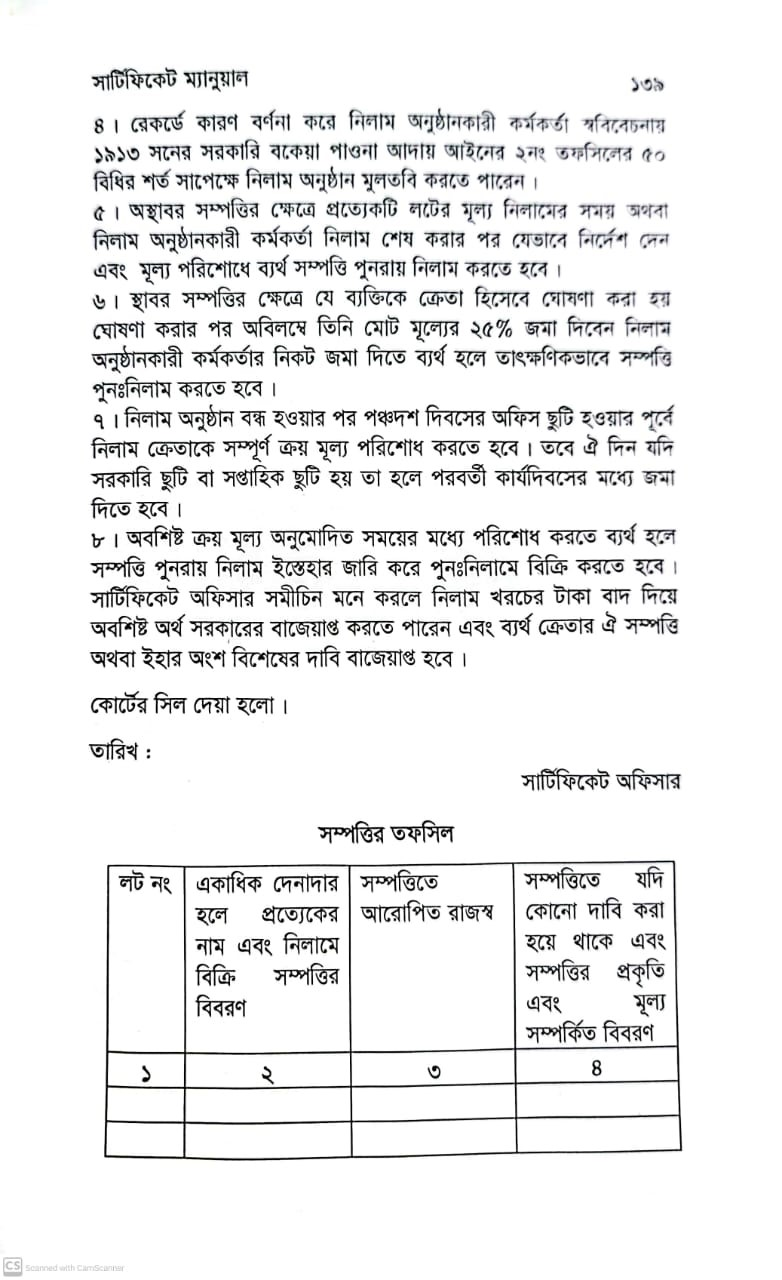 সার্টিফিকেট ম্যানুয়াল ১৩৯
৪। রেকর্ডে কারণ বর্ণনা করে নিলাম অনুষ্ঠানকারী কর্মকর্তা স্ববিবেচনায়
১৯১৩ সনের সরকারি বকেয়া পাওনা আদায় আইনের ২নং তফসিলের ৫০
বিধির শর্ত সাপেক্ষে নিলাম অনুষ্ঠান মুলতবি করতে পারেন।
৫। অস্থাবর সম্পত্তির ক্ষেত্রে প্রত্যেকটি লটের মূল্য নিলামের সময় অথবা
নিলাম অনুষ্ঠানকারী কর্মকর্তা নিলাম শেষ করার পর যেভাবে নির্দেশ দেন
এবং মূল্য পরিশোধে ব্যর্থ সম্পত্তি পুনরায় নিলাম করতে হবে।
৬। স্থাবর সম্পত্তির ক্ষেত্রে যে ব্যক্তিকে ক্রেতা হিসেবে ঘোষণা করা হয়
ঘোষণা করার পর অবিলম্বে তিনি মোট মূল্যের ২৫% জমা দিবেন নিলাম
অনুষ্ঠানকারী কর্মকর্তার নিকট জমা দিতে ব্যর্থ হলে তাৎক্ষণিকভাবে সম্পত্তি
পুনঃনিলাম করতে হবে।
৭। নিলাম অনুষ্ঠান বন্ধ হওয়ার পর পঞ্চদশ দিবসের অফিস ছুটি হওয়ার পূর্বে
নিলাম ক্রেতাকে সম্পূর্ণ ক্রয় মূল্য পরিশোধ করতে হবে। তবে ঐ দিন যদি
সরকারি ছুটি বা সপ্তাহিক ছুটি হয় তা হলে পরবর্তী কার্যদিবসের মধ্যে জমা
দিতে হবে।
৮। অবশিষ্ট ক্রয় মূল্য অনুমোদিত সময়ের মধ্যে পরিশোধ করতে ব্যর্থ হলে
সম্পত্তি পুনরায় নিলাম ইস্তেহার জারি করে পুনঃনিলামে বিক্রি করতে হবে।
সার্টিফিকেট অফিসার সমীচিন মনে করলে নিলাম খরচের টাকা বাদ দিয়ে
অবশিষ্ট অর্থ সরকারের বাজেয়াপ্ত করতে পারেন এবং ব্যর্থ ক্রেতার ঐ সম্পত্তি
অথবা ইহার অংশ বিশেষের দাবি বাজেয়াপ্ত হবে।
কোর্টের সিল দেয়া হলো।
তারিখ :
সার্টিফিকেট অফিসার
সম্পত্তির তফসিল
লট নং
একাধিক দেনাদার
হলে প্রত্যেকের
নাম এবং নিলামে
বিক্রি সম্পত্তির
বিবরণ
সম্পত্তিতে
আরোপিত রাজস্ব
সম্পত্তিতে যদি
কোনো দাবি করা
হয়ে থাকে এবং
সম্পত্তির প্রকৃতি
এবং মূল্য
সম্পর্কিত বিবরণ
১ ২ ৩ ৪
CS Scanned with CamScanner